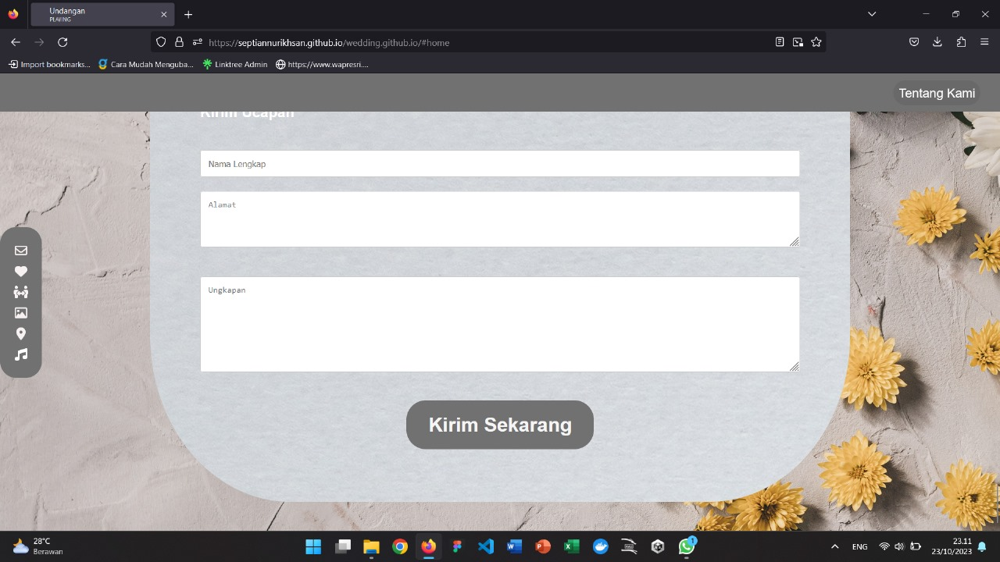 Undangan
PLAYING
https://septiannurikhsan.github.io/wedding.github.io/#home
Import bookmarks...
Cara Mudah Menguba...
Linktree Admin
https://www.wapresri....
Tentang Kami
Kirim Ucapan
Nama Lengkap
Alamat
Ungkapan
Kirim Sekarang
28°C
Berawan
1
ENG
23.11
23/10/2023